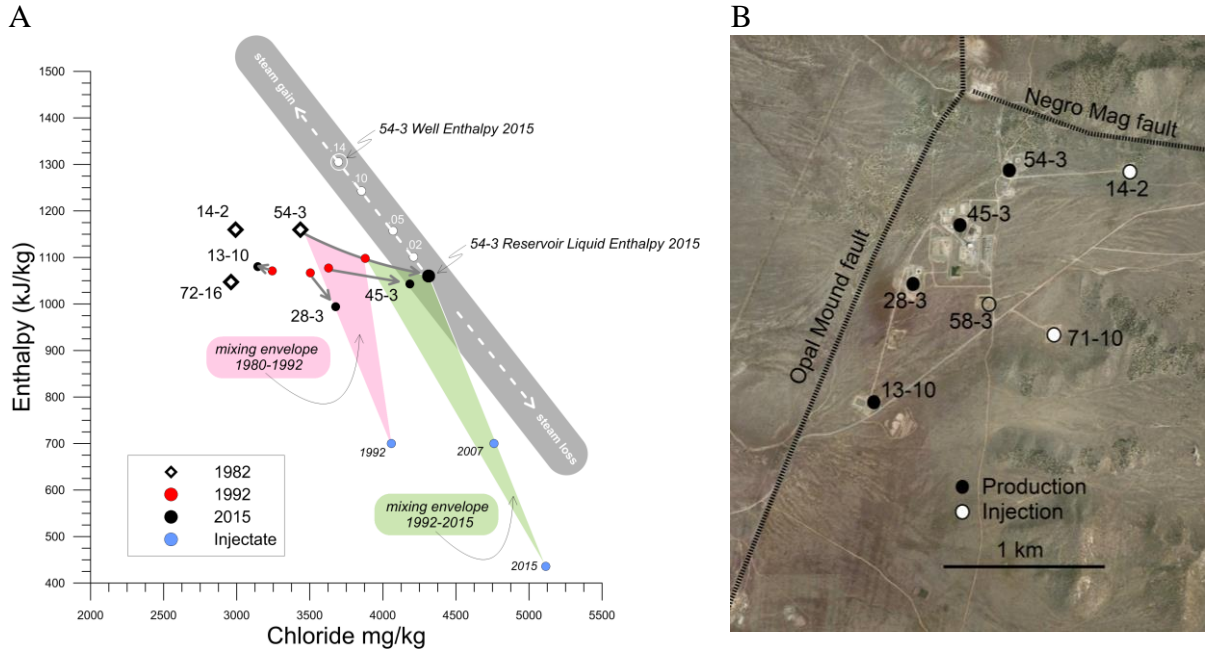 A
Enthalpy (kJ/kg)
1500
1400
1300
1200
1100
1000
900
800
700
600
500
400
steam gain
.14
.10
.05
.02
steam loss
54-3 Well Enthalpy 2015
54-3 Reservoir Liquid Enthalpy 2015
14-2
54-3
13-10
72-16
28-3
45-3
mixing envelope
1980-1992
1992
2007
mixing envelope
1992-2015
2015
1982
1992
2015
Injectate
2000
2500
3000
3500
4000
4500
5000
5500
Chloride mg/kg
B
Negro Mag fault
54-3
14-2
45-3
Opal Mound fault
28-3
58-3
71-10
13-10
Production
Injection
1 km